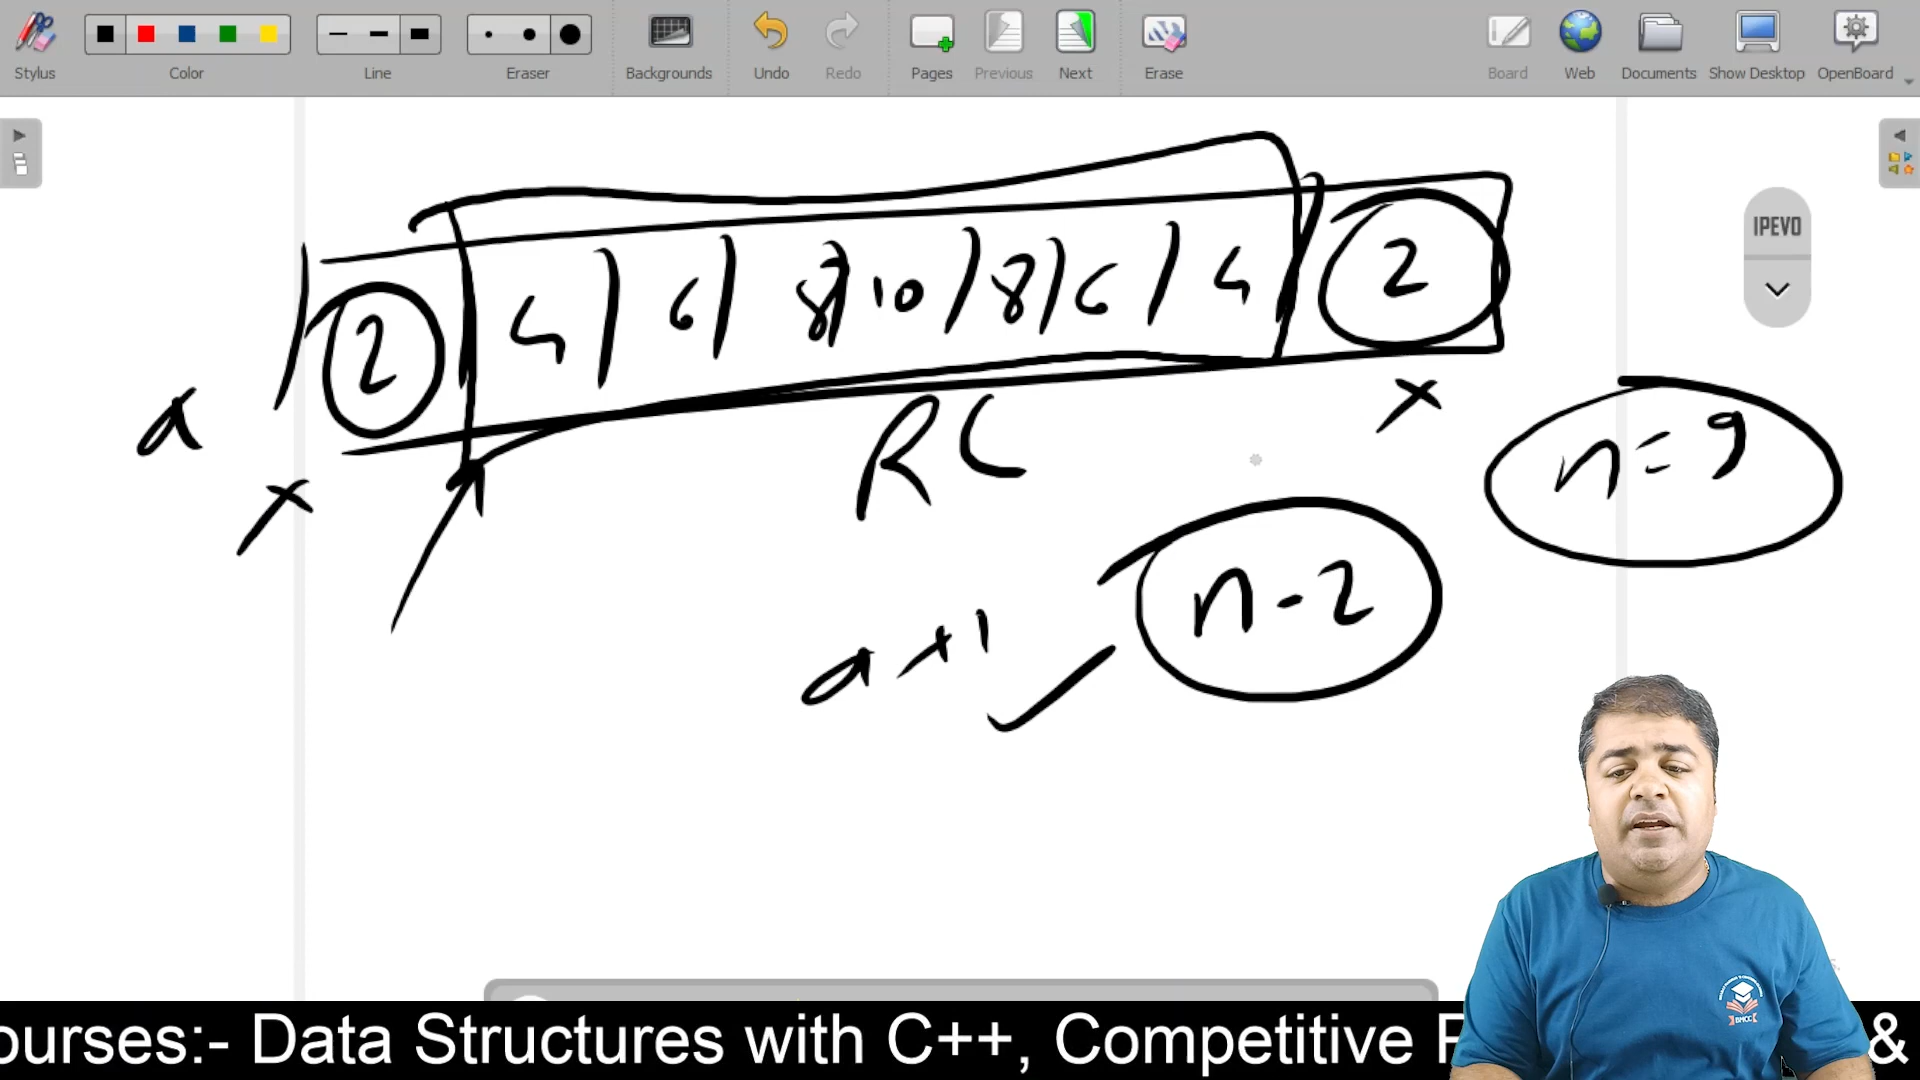 Stylus Color Line Eraser Backgrounds Undo Redo Pages Previous Next Erase Board Web Documents Show Desktop OpenBoard
IPEVO
2 4 6 8 10 8 6 4 2
a
x
x
RC
n = 9
n - 2
a + 1
BMCC
ourses:- Data Structures with C++, Competitive P &